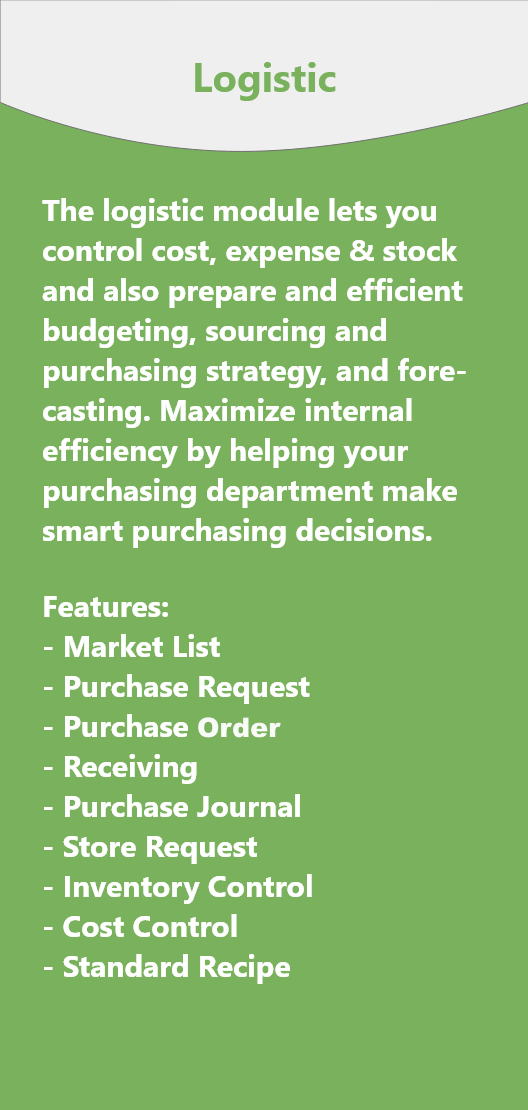 Logistic
The logistic module lets you
control cost, expense & stock
and also prepare and efficient
budgeting, sourcing and
purchasing strategy, and fore-
casting. Maximize internal
efficiency by helping your
purchasing department make
smart purchasing decisions.
Features:
- Market List
- Purchase Request
- Purchase Order
- Receiving
- Purchase Journal
- Store Request
- Inventory Control
- Cost Control
- Standard Recipe